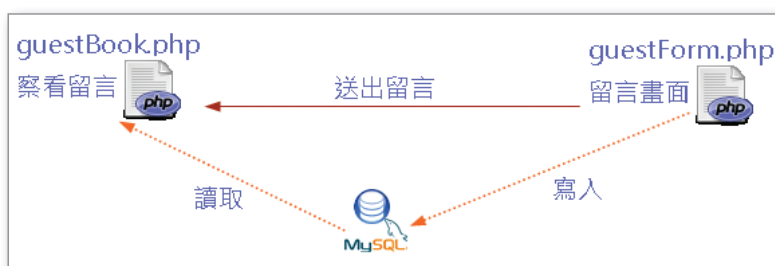 guestBook.php
察看留言
php
送出留言
guestForm.php
留言畫面
php
讀取
寫入
MySQL